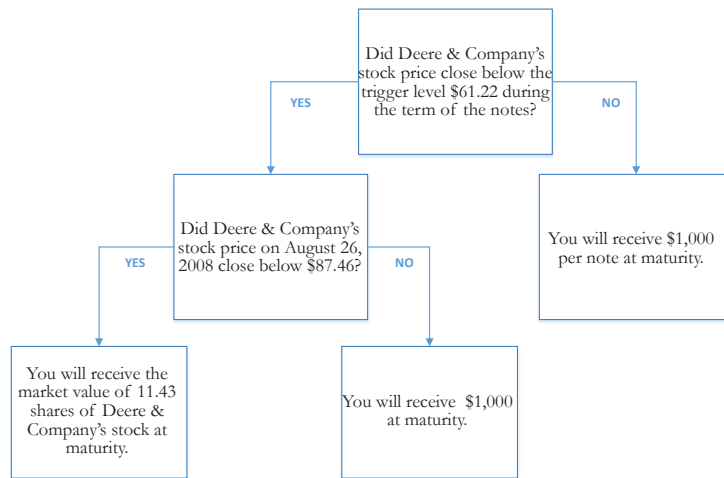 Did Deere & Company's
stock price close below the
trigger level $61.22 during
the term of the notes?
YES
NO
Did Deere & Company's
stock price on August 26,
2008 close below $87.46?
You will receive $1,000
per note at maturity.
YES
NO
You will receive the
market value of 11.43
shares of Deere &
Company's stock at
maturity.
You will receive $1,000
at maturity.